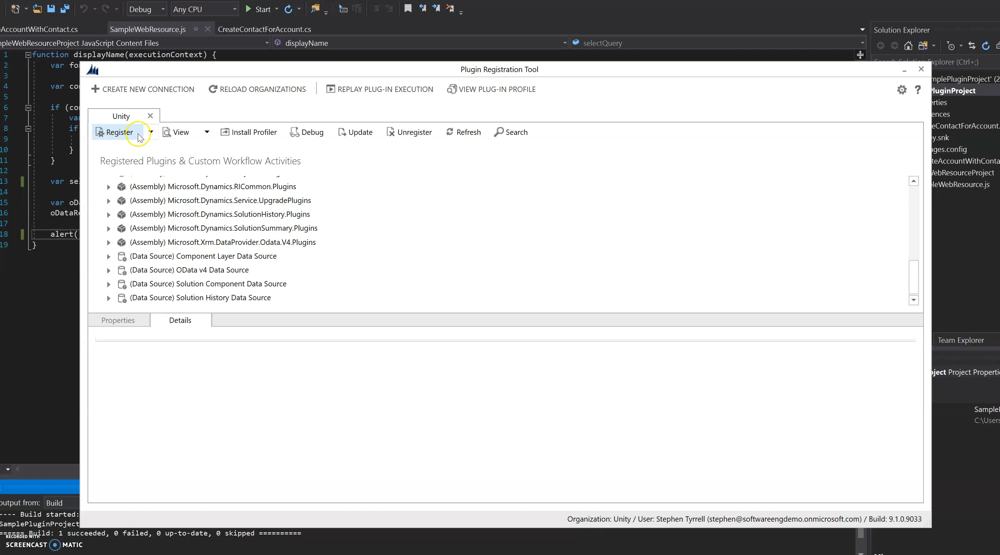 Debug Any CPU Start
AccountWithContact.cs SampleWebResource.js CreateContactForAccount.cs
Solution Explorer
pleWebResourceProject JavaScript Content Files displayName selectQuery
1 function displayName(executionContext) {
2 var fo
3
4 var co
5
6 if (co
7 va
8 if
9
10 }
11 }
12
13 var se
14
15 var oD
16 oDataRe
17
18 alert(
19 }
Explorer (Ctrl+;)
mplePluginProject' (2
PluginProject
erties
ences
eContactForAccount.
y.snk
ages.config
teAccountWithConta
WebResourceProject
leWebResource.js
Team Explorer
ject Project Properti
Sample
C:\Users
Plugin Registration Tool
CREATE NEW CONNECTION RELOAD ORGANIZATIONS REPLAY PLUG-IN EXECUTION VIEW PLUG-IN PROFILE ?
Unity
Register View Install Profiler Debug Update Unregister Refresh Search
Registered Plugins & Custom Workflow Activities
(Assembly) Microsoft.Dynamics.RICommon.Plugins
(Assembly) Microsoft.Dynamics.Service.UpgradePlugins
(Assembly) Microsoft.Dynamics.SolutionHistory.Plugins
(Assembly) Microsoft.Dynamics.SolutionSummary.Plugins
(Assembly) Microsoft.Xrm.DataProvider.Odata.V4.Plugins
(Data Source) Component Layer Data Source
(Data Source) OData v4 Data Source
(Data Source) Solution Component Data Source
(Data Source) Solution History Data Source
Properties Details
Organization: Unity / User: Stephen Tyrrell (stephen@softwareengdemo.onmicrosoft.com) / Build: 9.1.0.9033
output from: Build
---- Build started:
SamplePluginProject
====== Build: 1 succeeded, 0 failed, 0 up-to-date, 0 skipped ==========
RECORDED WITH
SCREENCAST MATIC